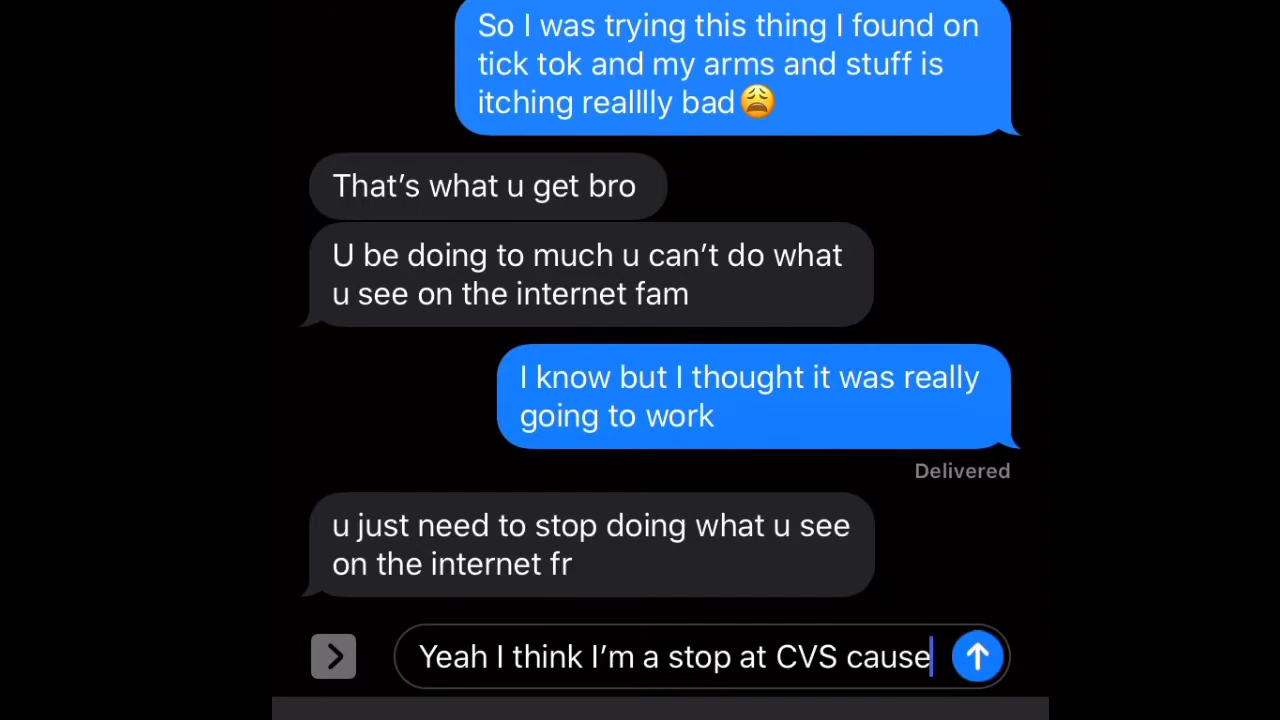 So I was trying this thing I found on
tick tok and my arms and stuff is
itching realllly bad😩
That’s what u get bro
U be doing to much u can’t do what
u see on the internet fam
I know but I thought it was really
going to work
Delivered
u just need to stop doing what u see
on the internet fr
Yeah I think I’m a stop at CVS cause